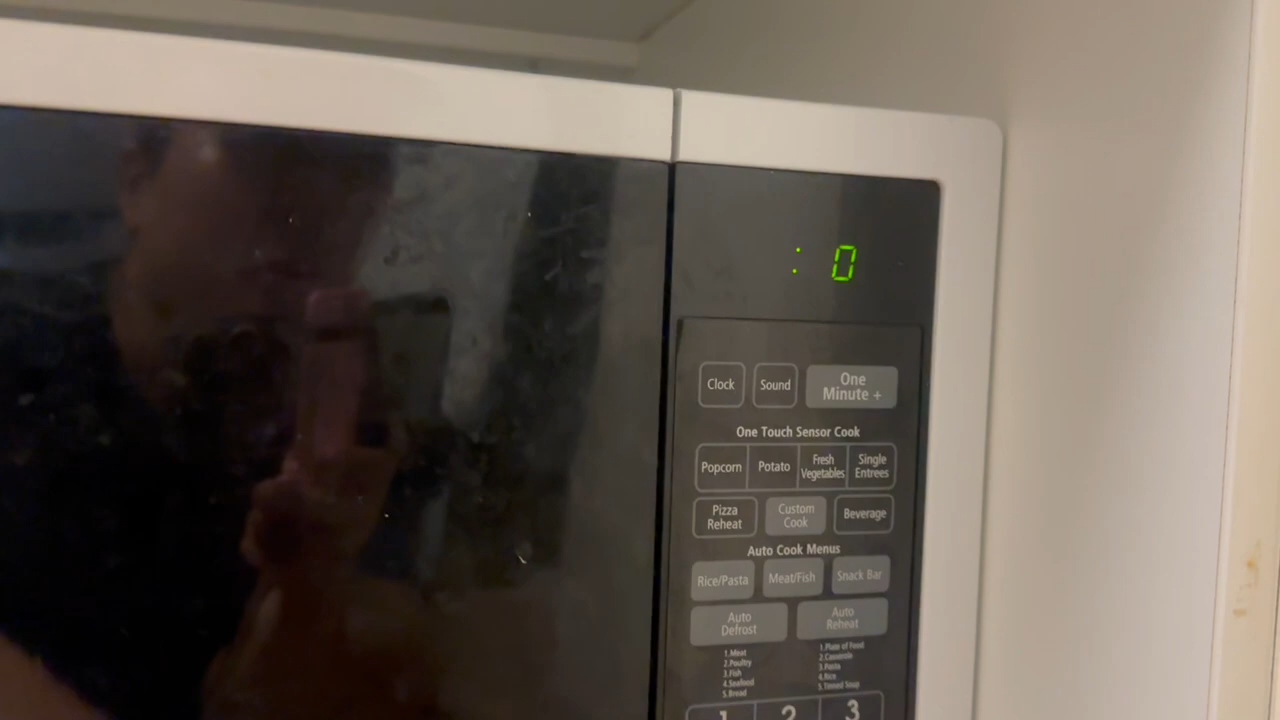 : 0
Clock
Sound
One
Minute +
One Touch Sensor Cook
Popcorn
Potato
Fresh
Vegetables
Single
Entrees
Pizza
Reheat
Custom
Cook
Beverage
Auto Cook Menus
Rice/Pasta
Meat/Fish
Snack Bar
Auto
Defrost
Auto
Reheat
1.Meat
2.Poultry
3.Fish
4.Seafood
5.Bread
1.Plate of Food
2.Casserole
3.Pasta
4.Rice
5.Tinned Soup
1
2
3